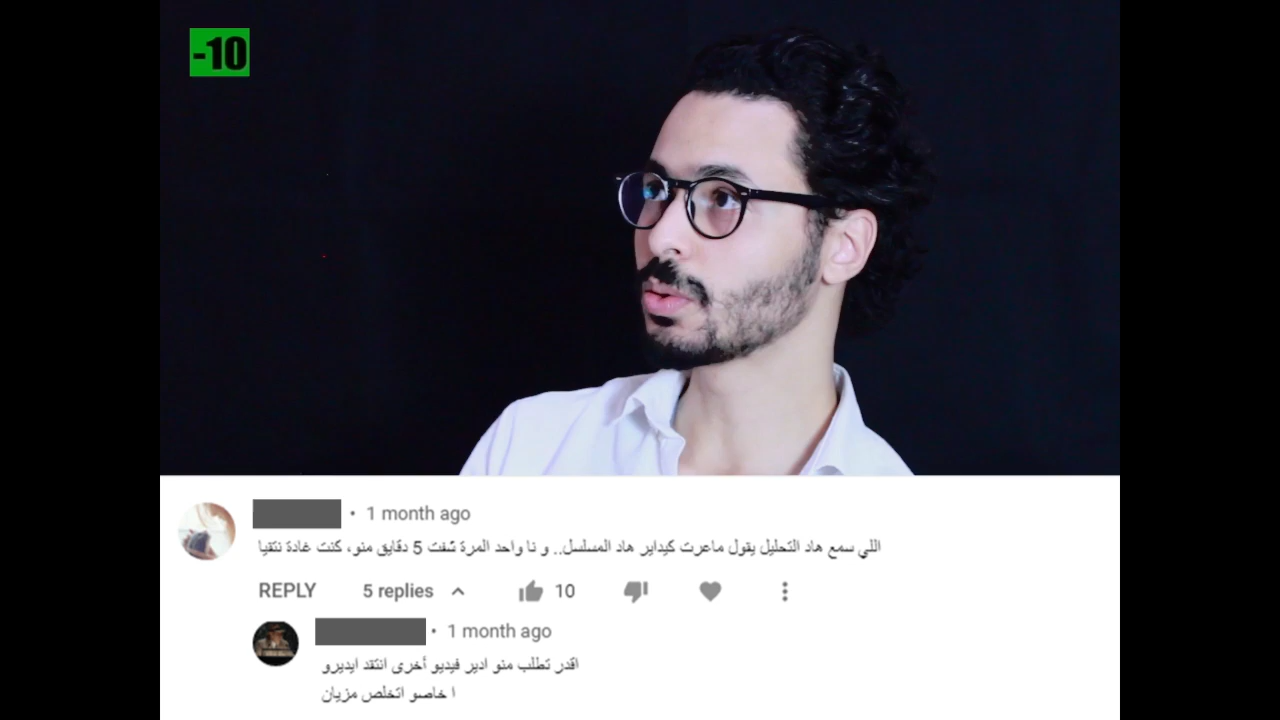 -10
• 1 month ago
اللي سمع هاد التحليل يقول ماعرت كيداير هاد المسلسل.. و نا واحد المرة شفت 5 دقايق منو، كنت غادة نتقيا
REPLY 5 replies 10
• 1 month ago
اقدر تطلب منو ادير فيديو أخرى انتقد ايديرو
ا خاصو اتخلص مزيان